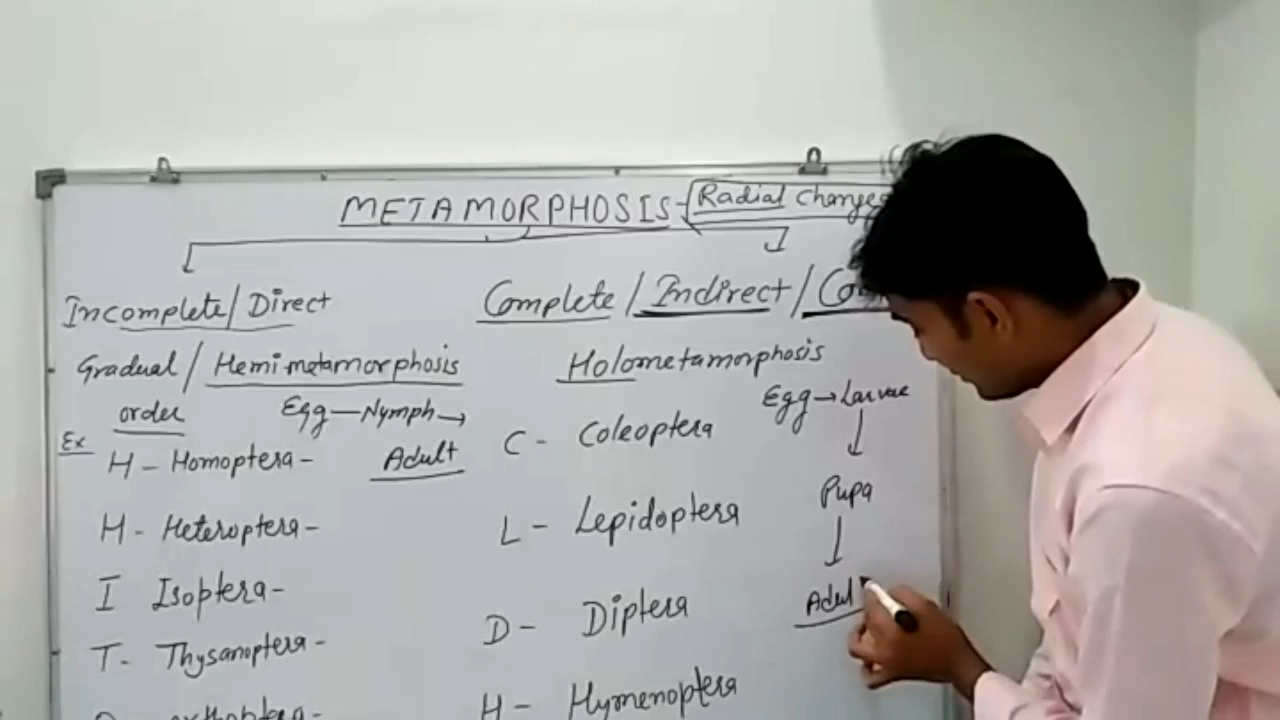 METAMORPHOSIS - Radial Changes
Incomplete/Direct
Gradual / Hemimetamorphosis
order
Egg — Nymph →
Adult
Ex
H - Homoptera -
H - Heteroptera -
I Isoptera -
T - Thysanoptera -
Complete / Indirect /
Holometamorphosis
Egg → Larvae
Pupa
Adul
C - Coleoptera
L - Lepidoptera
D - Diptera
H - Hymenoptera